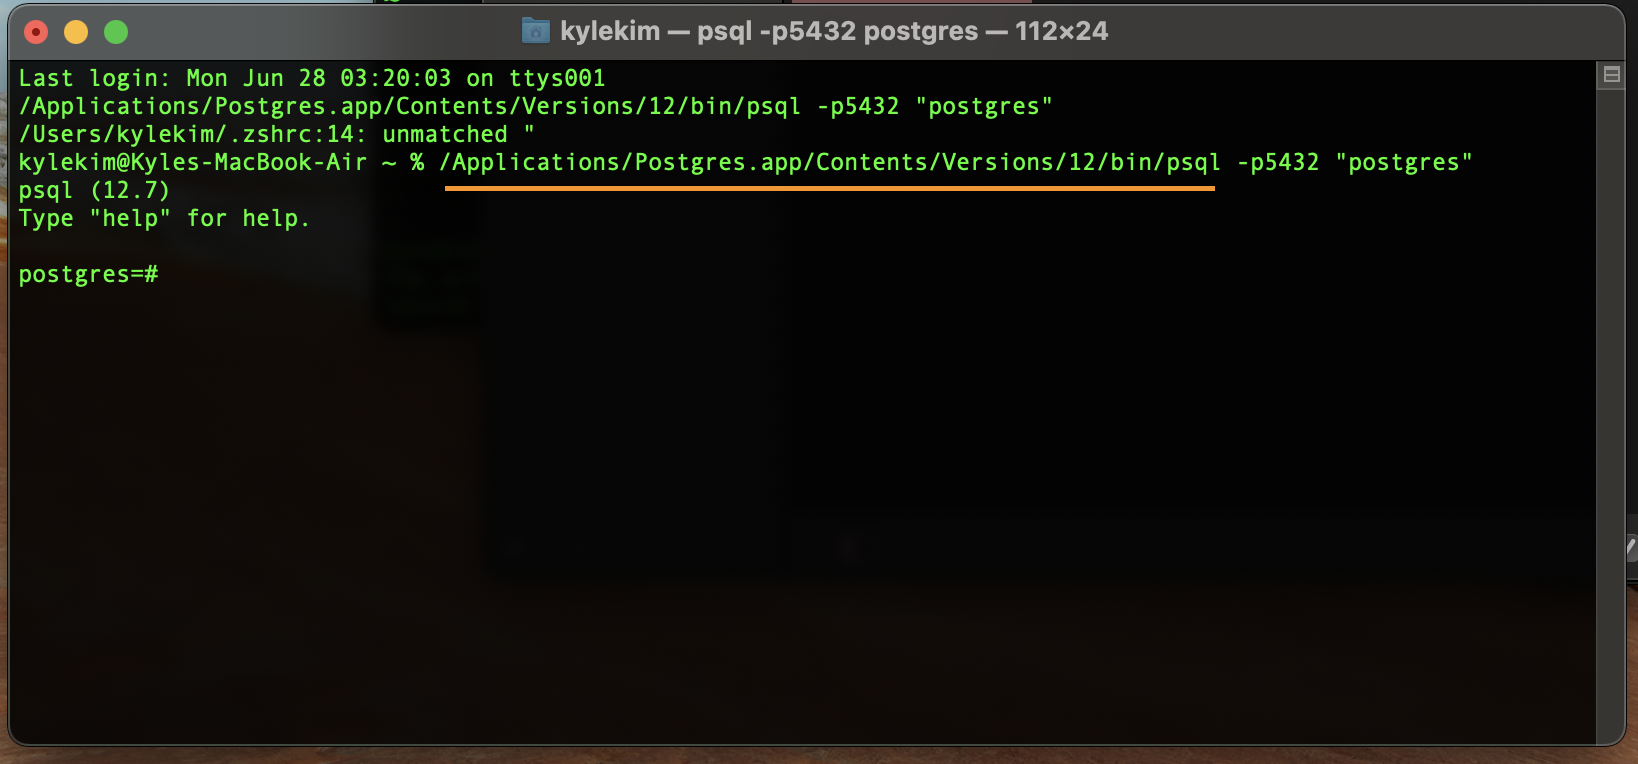 kylekim — psql -p5432 postgres — 112×24
Last login: Mon Jun 28 03:20:03 on ttys001
/Applications/Postgres.app/Contents/Versions/12/bin/psql -p5432 "postgres"
/Users/kylekim/.zshrc:14: unmatched "
kylekim@Kyles-MacBook-Air ~ % /Applications/Postgres.app/Contents/Versions/12/bin/psql -p5432 "postgres"
psql (12.7)
Type "help" for help.
postgres=#